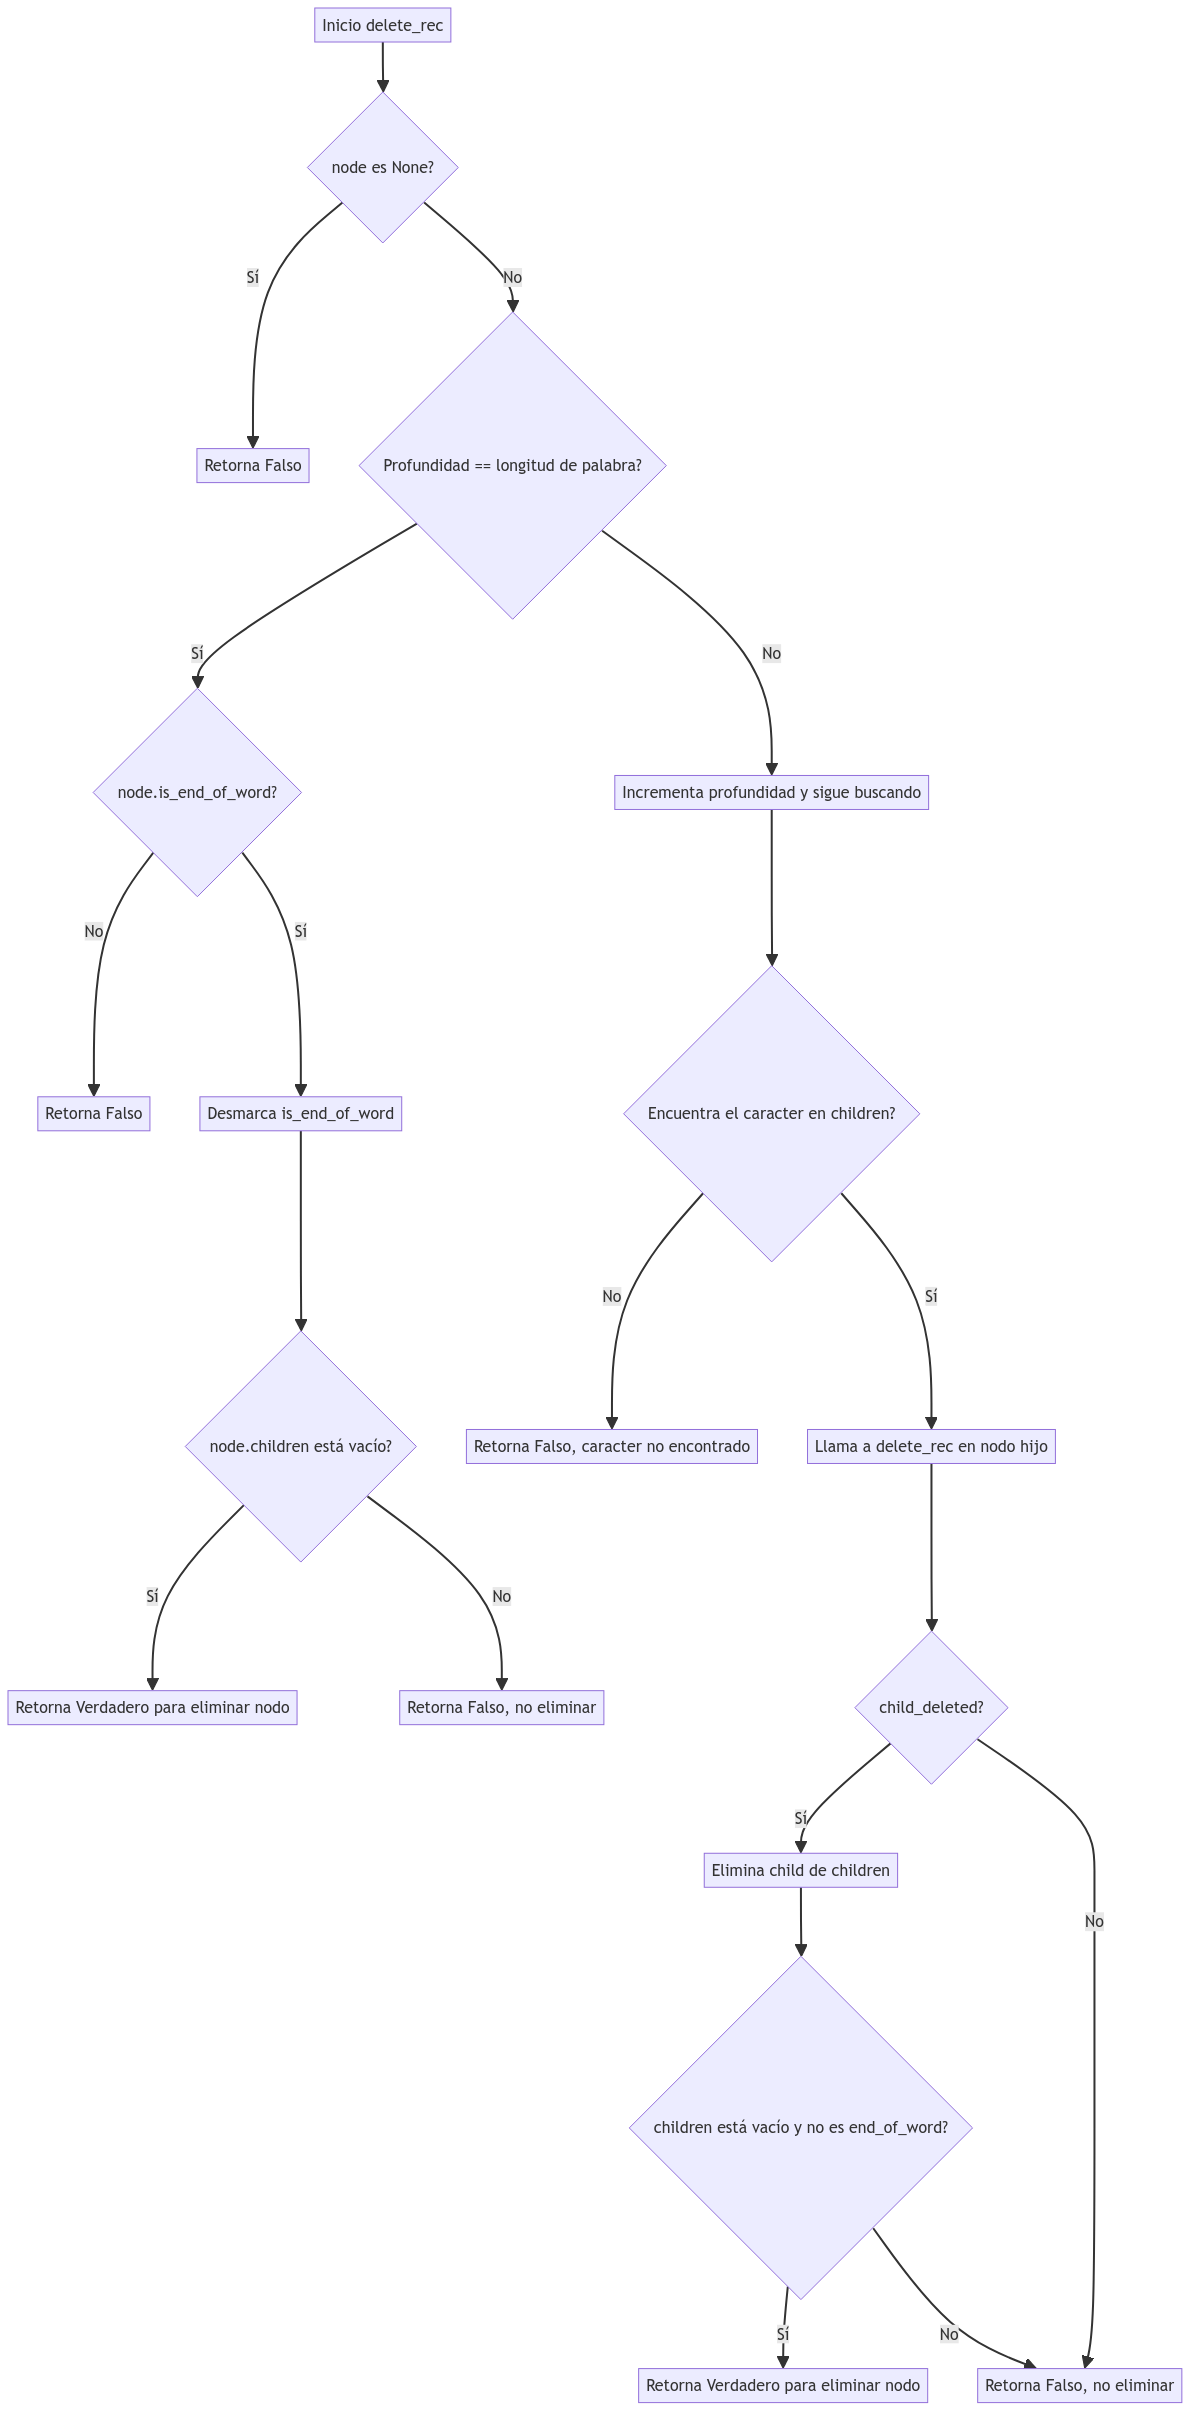 Inicio delete_rec
node es None?
Sí
No
Retorna Falso
Profundidad == longitud de palabra?
Sí
No
node.is_end_of_word?
Incrementa profundidad y sigue buscando
No
Sí
Retorna Falso
Desmarca is_end_of_word
Encuentra el caracter en children?
No
Sí
node.children está vacío?
Retorna Falso, caracter no encontrado
Llama a delete_rec en nodo hijo
Sí
No
Retorna Verdadero para eliminar nodo
Retorna Falso, no eliminar
child_deleted?
Sí
Elimina child de children
No
children está vacío y no es end_of_word?
Sí
No
Retorna Verdadero para eliminar nodo
Retorna Falso, no eliminar